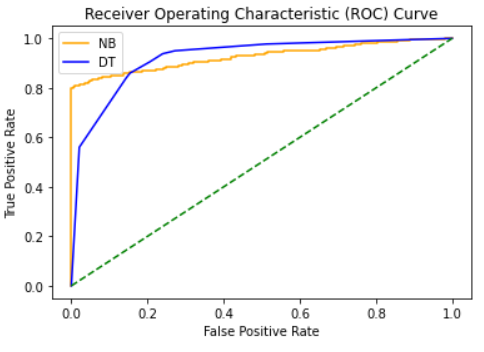 Receiver Operating Characteristic (ROC) Curve
NB
DT
True Positive Rate
1.0
0.8
0.6
0.4
0.2
0.0
0.0 0.2 0.4 0.6 0.8 1.0
False Positive Rate